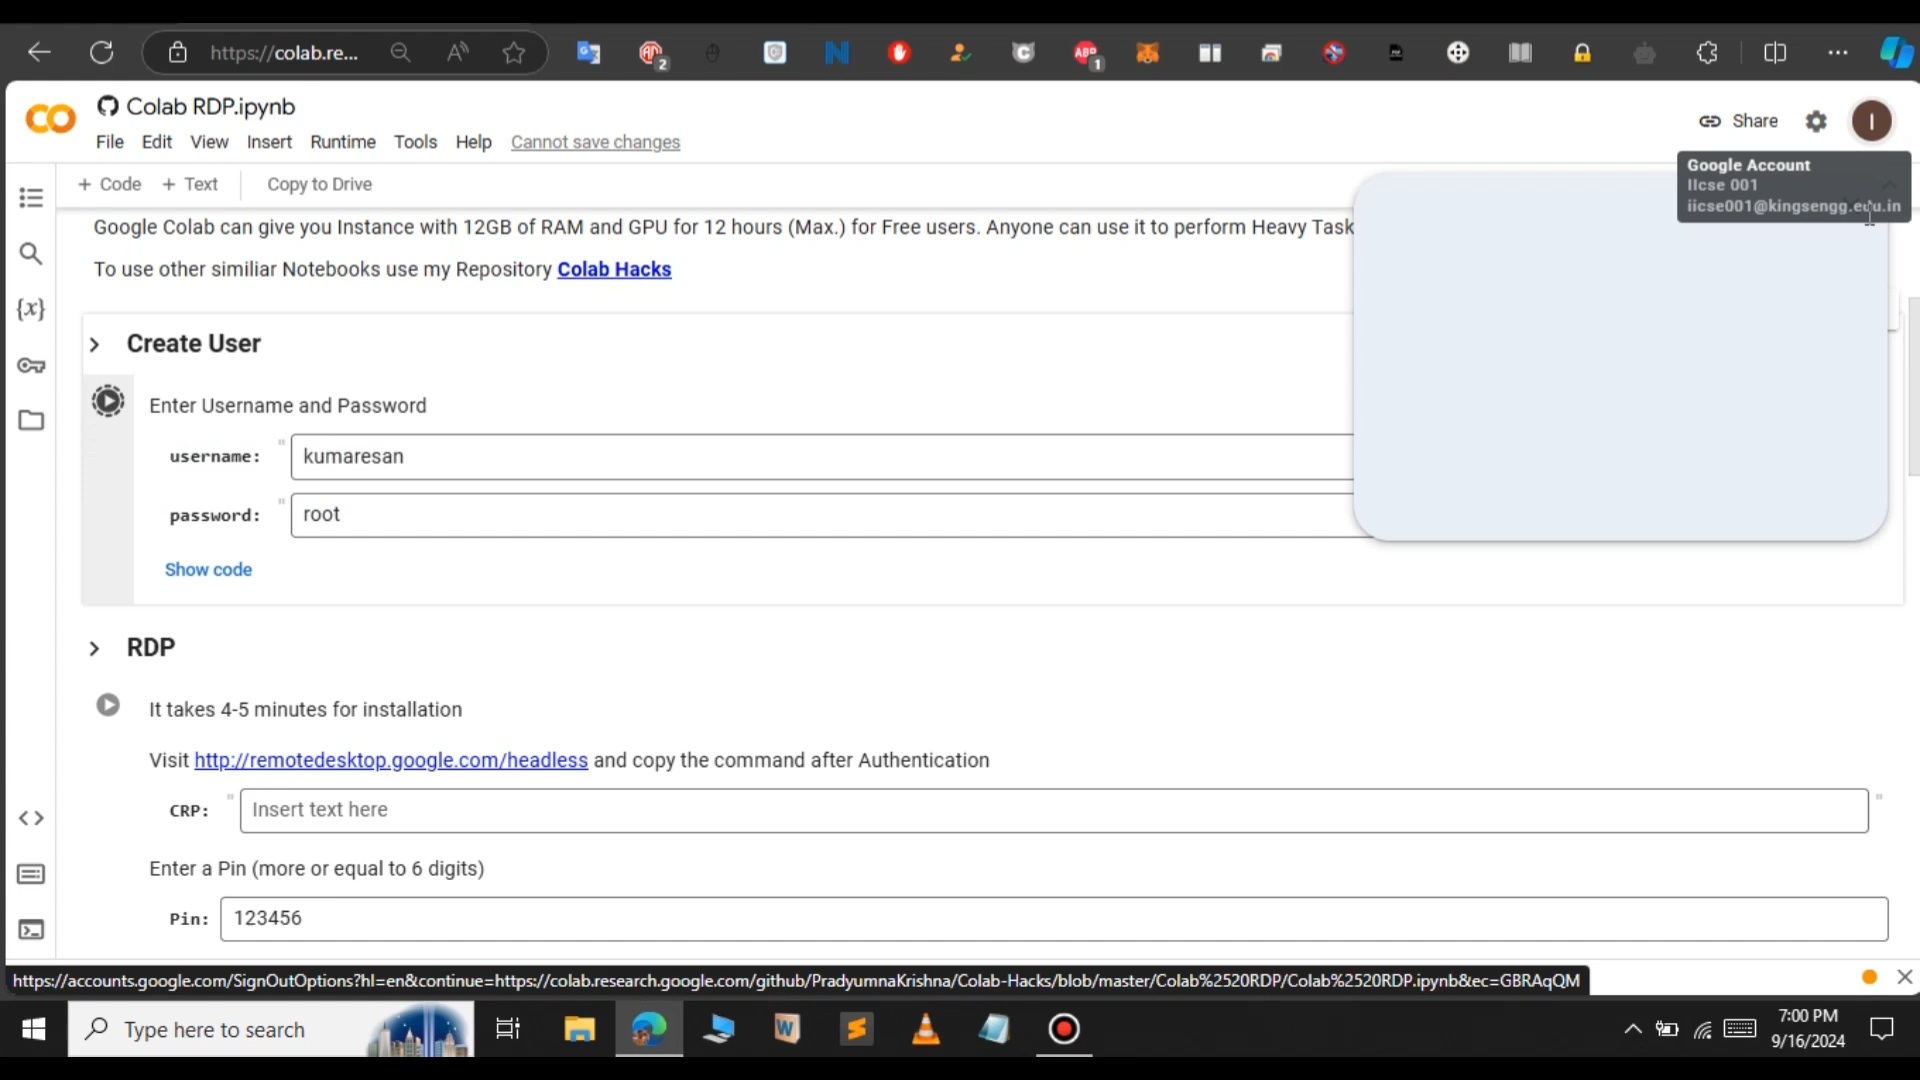 https://colab.re...
2
1
Colab RDP.ipynb
File Edit View Insert Runtime Tools Help Cannot save changes
Share
I
Google Account
IIcse 001
iicse001@kingsengg.edu.in
+ Code + Text Copy to Drive
Google Colab can give you Instance with 12GB of RAM and GPU for 12 hours (Max.) for Free users. Anyone can use it to perform Heavy Task
To use other similiar Notebooks use my Repository Colab Hacks
Create User
Enter Username and Password
username: " kumaresan
password: " root
Show code
RDP
It takes 4-5 minutes for installation
Visit http://remotedesktop.google.com/headless and copy the command after Authentication
CRP: " Insert text here "
Enter a Pin (more or equal to 6 digits)
Pin: 123456
https://accounts.google.com/SignOutOptions?hl=en&continue=https://colab.research.google.com/github/PradyumnaKrishna/Colab-Hacks/blob/master/Colab%2520RDP/Colab%2520RDP.ipynb&ec=GBRAqQM
Type here to search
7:00 PM
9/16/2024